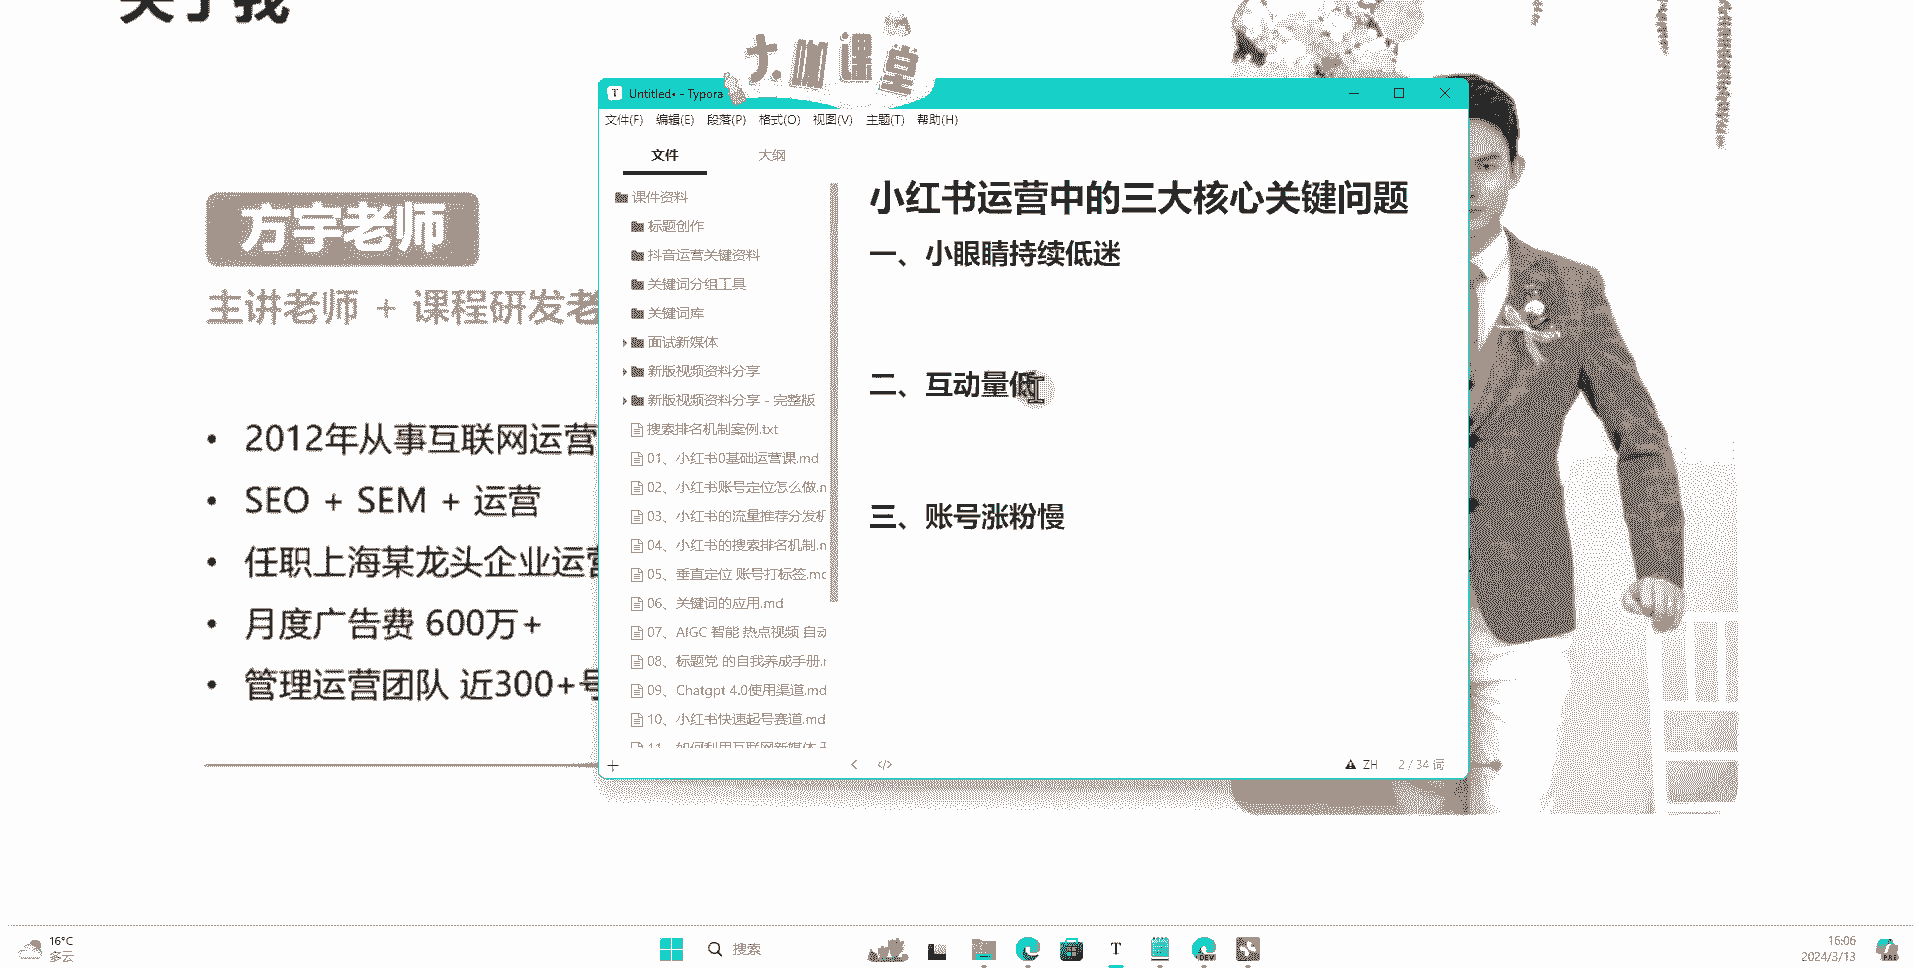 关于我
大咖课堂
方宇老师
主讲老师 + 课程研发老
2012年从事互联网运营
SEO + SEM + 运营
任职上海某龙头企业运营
月度广告费 600万+
管理运营团队 近300+号
Untitled• - Typora
文件(F) 编辑(E) 段落(P) 格式(O) 视图(V) 主题(T) 帮助(H)
文件 大纲
课件资料
标题创作
抖音运营关键资料
关键词分组工具
关键词库
面试新媒体
新版视频资料分享
新版视频资料分享 - 完整版
搜索排名机制案例.txt
01、小红书0基础运营课.md
02、小红书账号定位怎么做.n
03、小红书的流量推荐分发机
04、小红书的搜索排名机制.n
05、垂直定位 账号打标签.mc
06、关键词的应用.md
07、AIGC 智能 热点视频 自动
08、标题党 的自我养成手册.r
09、Chatgpt 4.0使用渠道.md
10、小红书快速起号赛道.md
11、如何利用互联网新媒体
小红书运营中的三大核心关键问题
一、小眼睛持续低迷
二、互动量低
三、账号涨粉慢
ZH 2 / 34 词
16°C
多云
搜索
DEV
16:06
2024/3/13
PRE